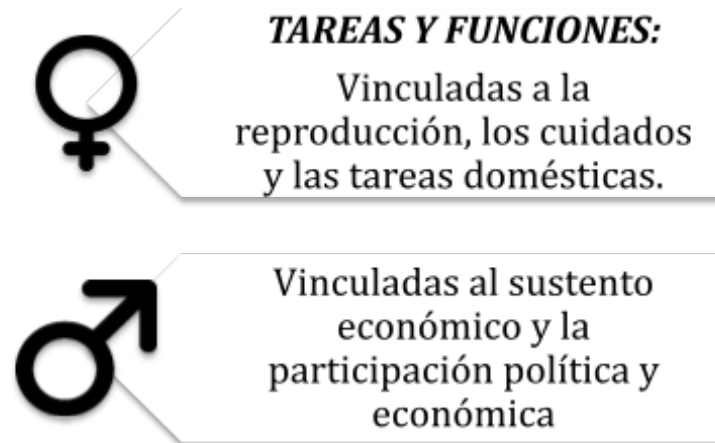 TAREAS Y FUNCIONES:
Vinculadas a la
reproducción, los cuidados
y las tareas domésticas.
Vinculadas al sustento
económico y la
participación política y
económica